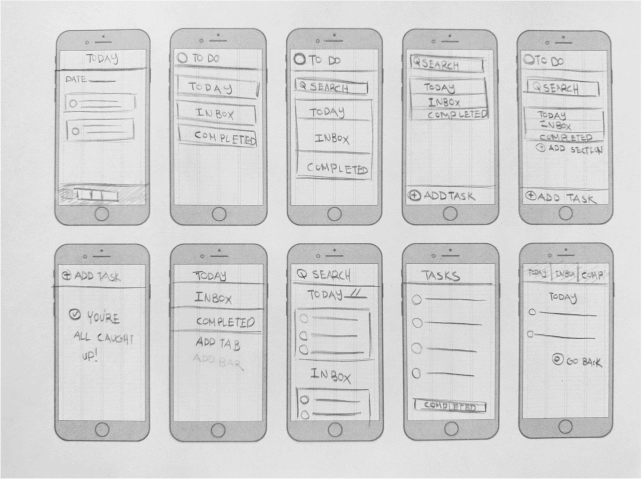 TODAY
DATE
TO DO
TODAY
INBOX
COMPLETED
TO DO
SEARCH
TODAY
INBOX
COMPLETED
SEARCH
TODAY
INBOX
COMPLETED
ADD TASK
TO DO
SEARCH
TODAY
INBOX
COMPLETED
ADD SECTION
ADD TASK
ADD TASK
YOU'RE
ALL CAUGHT
UP!
TODAY
INBOX
COMPLETED
ADD TAB
ADD BAR
SEARCH
TODAY
INBOX
TASKS
COMPLETED
TODAY INBOX COMP
TODAY
GO BACK